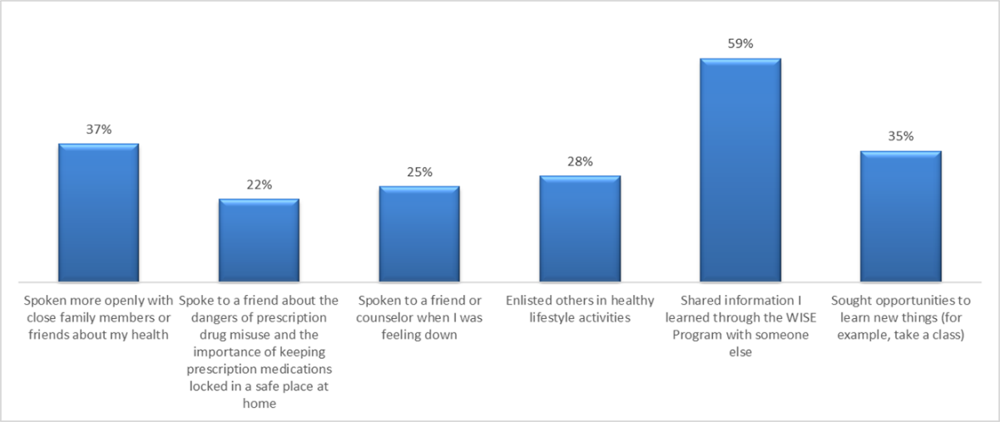 59%
37%
35%
28%
25%
22%
Spoken more openly with
close family members or
friends about my health
Spoke to a friend about the
dangers of prescription
drug misuse and the
importance of keeping
prescription medications
locked in a safe place at
home
Spoken to a friend or
counselor when I was
feeling down
Enlisted others in healthy
lifestyle activities
Shared information I
learned through the WISE
Program with someone
else
Sought opportunities to
learn new things (for
example, take a class)